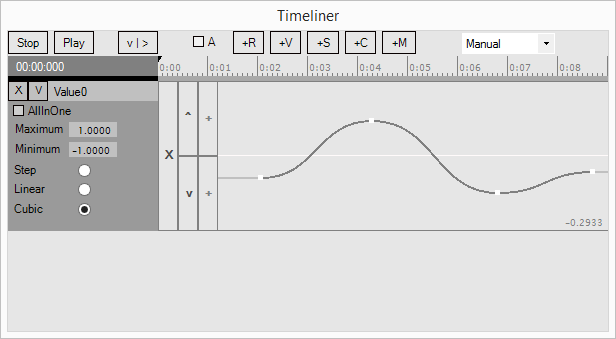 Timeliner
Stop Play v | > A +R +V +S +C +M Manual
00:00:000 0:00 0:01 0:02 0:03 0:04 0:05 0:06 0:07 0:08
X V Value0
AllInOne
Maximum 1.0000
Minimum -1.0000
Step
Linear
Cubic
X
^ +
v +
-0.2933